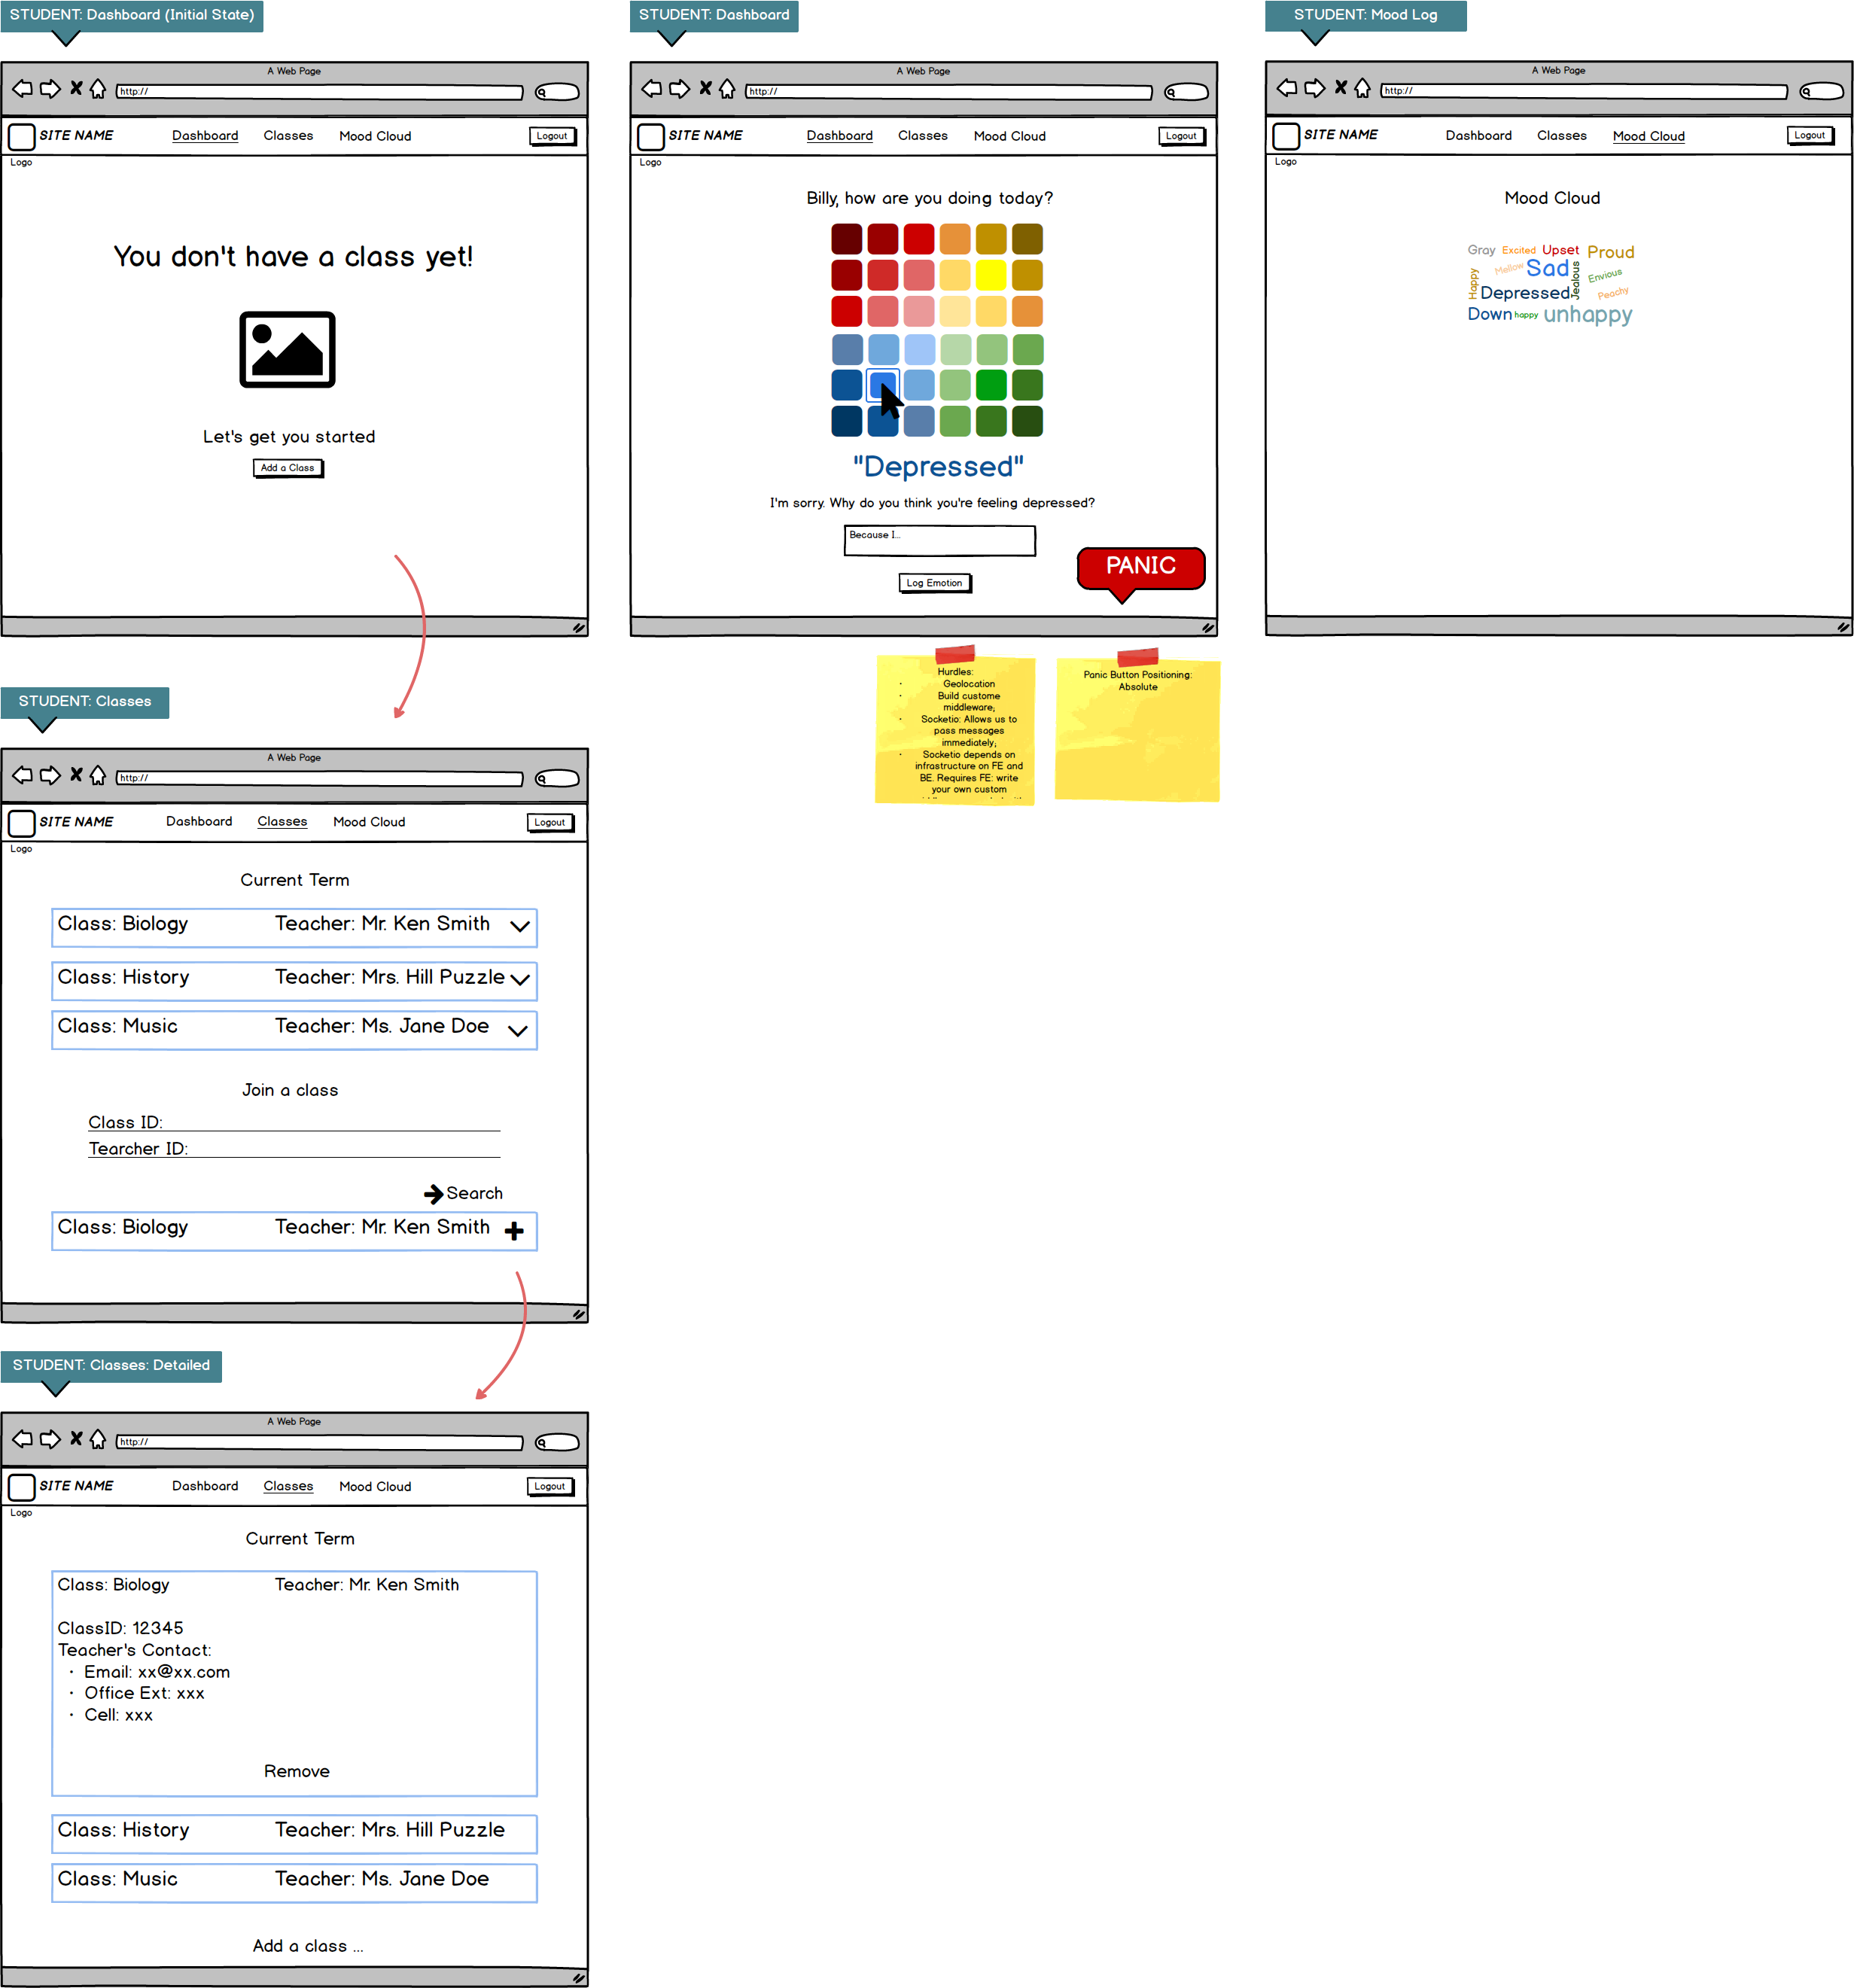 STUDENT: Dashboard (Initial State)
A Web Page
http://
SITE NAME
Dashboard
Classes
Mood Cloud
Logout
Logo
You don't have a class yet!
Let's get you started
Add a Class
STUDENT: Dashboard
A Web Page
http://
SITE NAME
Dashboard
Classes
Mood Cloud
Logout
Logo
Billy, how are you doing today?
"Depressed"
I'm sorry. Why do you think you're feeling depressed?
Because I...
Log Emotion
PANIC
Hurdles:
· Geolocation
· Build custome
middleware;
· Socketio: Allows us to
pass messages
immediately;
· Socketio depends on
infrastructure on FE and
BE. Requires FE: write
your own custom
Panic Button Positioning:
Absolute
STUDENT: Mood Log
A Web Page
http://
SITE NAME
Dashboard
Classes
Mood Cloud
Logout
Logo
Mood Cloud
Gray
Excited
Upset
Proud
Happy
Mellow
Sad
Jealous
Envious
Depressed
Peachy
Down
happy
unhappy
STUDENT: Classes
A Web Page
http://
SITE NAME
Dashboard
Classes
Mood Cloud
Logout
Logo
Current Term
Class: Biology
Teacher: Mr. Ken Smith
Class: History
Teacher: Mrs. Hill Puzzle
Class: Music
Teacher: Ms. Jane Doe
Join a class
Class ID:
Tearcher ID:
Search
Class: Biology
Teacher: Mr. Ken Smith
STUDENT: Classes: Detailed
A Web Page
http://
SITE NAME
Dashboard
Classes
Mood Cloud
Logout
Logo
Current Term
Class: Biology
Teacher: Mr. Ken Smith
ClassID: 12345
Teacher's Contact:
· Email: xx@xx.com
· Office Ext: xxx
· Cell: xxx
Remove
Class: History
Teacher: Mrs. Hill Puzzle
Class: Music
Teacher: Ms. Jane Doe
Add a class ...